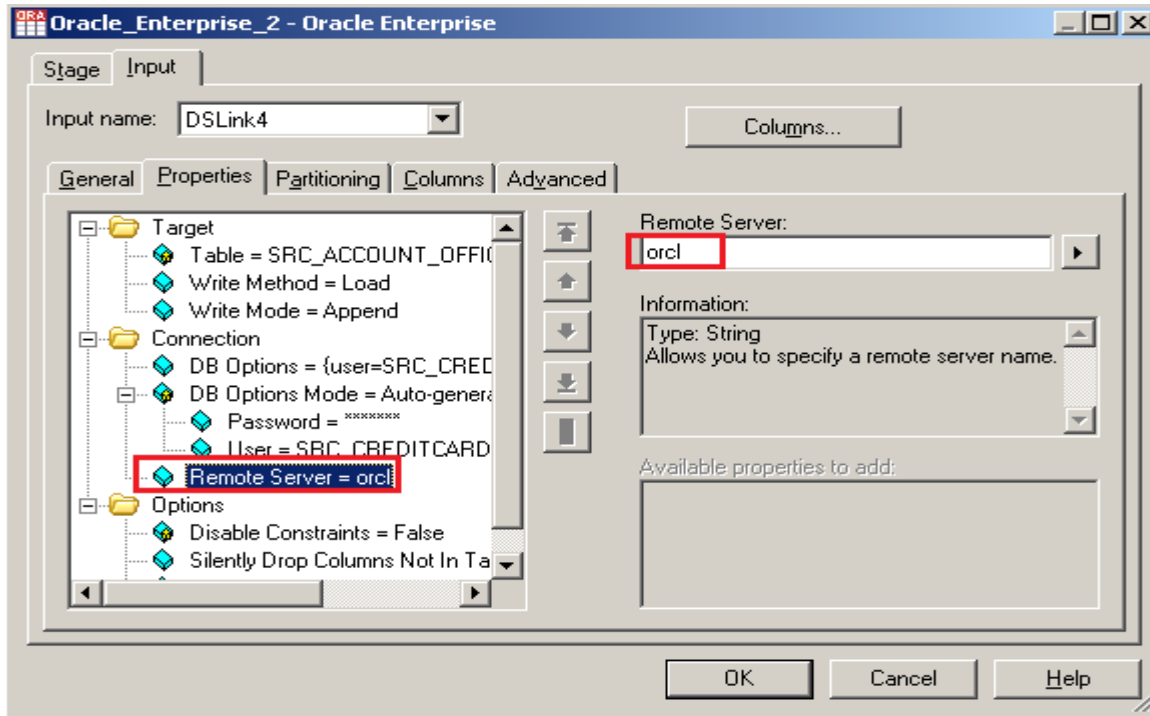 ORA
Oracle_Enterprise_2 - Oracle Enterprise
Stage Input
Input name: DSLink4 Columns...
General Properties Partitioning Columns Advanced
Target
Table = SRC_ACCOUNT_OFFI
Write Method = Load
Write Mode = Append
Connection
DB Options = {user=SRC_CRED
DB Options Mode = Auto-genera
Password = *******
User = SRC_CREDITCARD
Remote Server = orcl
Options
Disable Constraints = False
Silently Drop Columns Not In Ta
Remote Server:
orcl
Information:
Type: String
Allows you to specify a remote server name.
Available properties to add:
OK Cancel Help